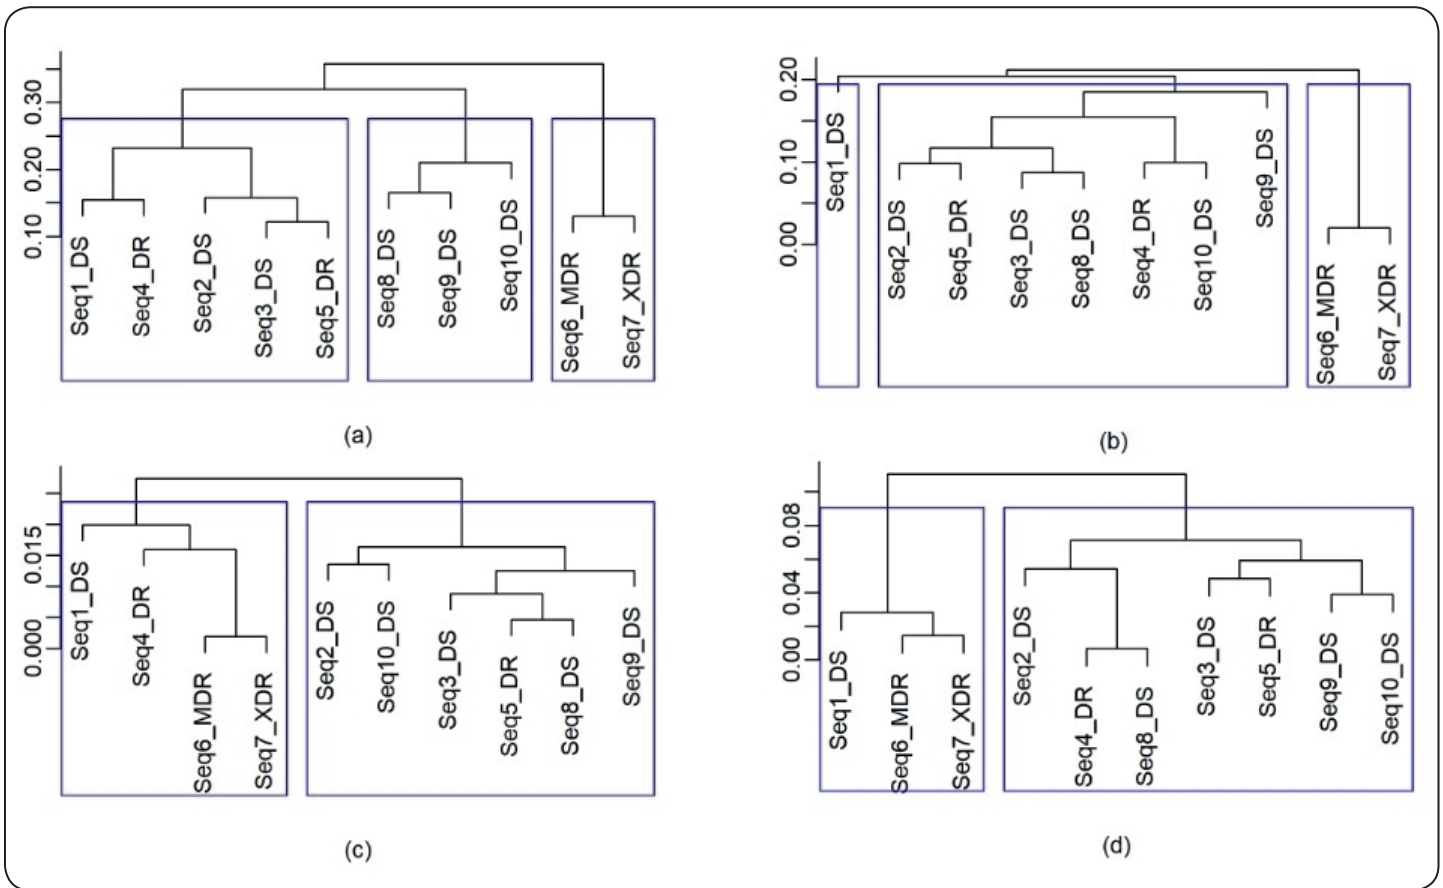 0.30
0.20
0.10
Seq1_DS
Seq4_DR
Seq2_DS
Seq3_DS
Seq5_DR
Seq8_DS
Seq9_DS
Seq10_DS
Seq6_MDR
Seq7_XDR
(a)
0.20
0.10
0.00
Seq1_DS
Seq2_DS
Seq5_DR
Seq3_DS
Seq8_DS
Seq4_DR
Seq10_DS
Seq9_DS
Seq6_MDR
Seq7_XDR
(b)
0.015
0.000
Seq1_DS
Seq4_DR
Seq6_MDR
Seq7_XDR
Seq2_DS
Seq10_DS
Seq3_DS
Seq5_DR
Seq8_DS
Seq9_DS
(c)
0.08
0.04
0.00
Seq1_DS
Seq6_MDR
Seq7_XDR
Seq2_DS
Seq4_DR
Seq8_DS
Seq3_DS
Seq5_DR
Seq9_DS
Seq10_DS
(d)